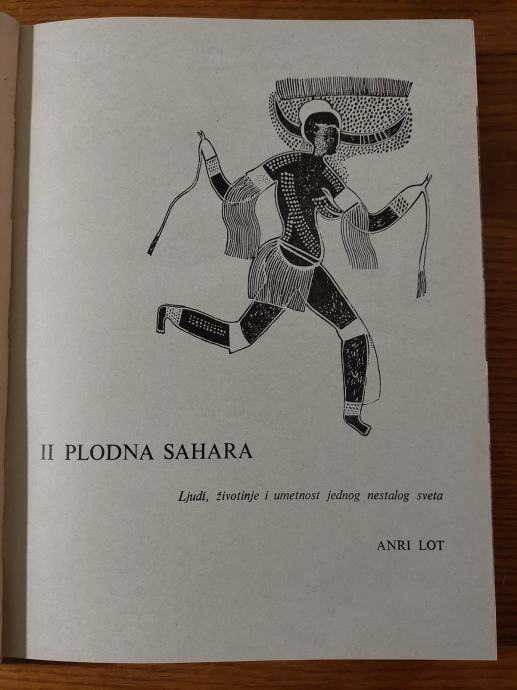 II PLODNA SAHARA
Ljudi, životinje i umetnost jednog nestalog sveta
ANRI LOT